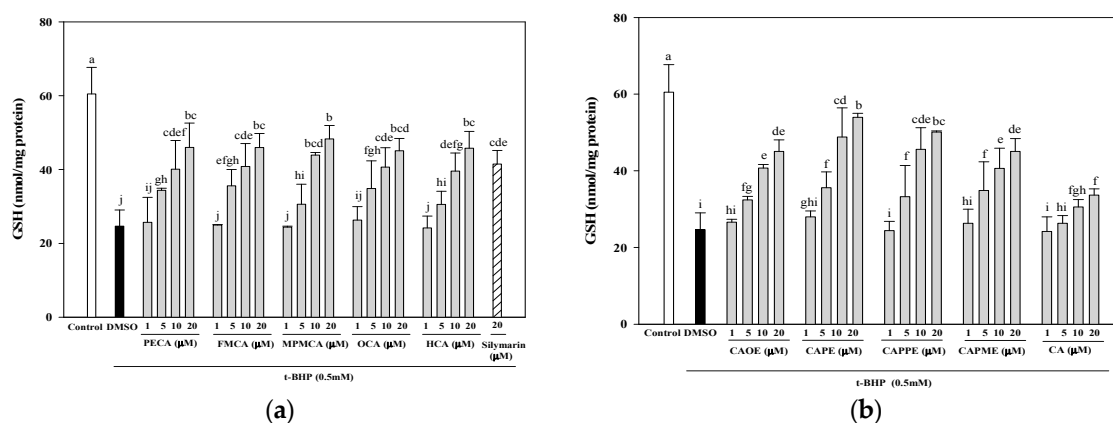 80
60
40
20
0
GSH (nmol/mg protein)
a
j
ij
gh
cdef
bc
j
efgh
cde
bc
j
hi
bcd
b
ij
fgh
cde
bcd
j
hi
defg
bc
cde
Control DMSO
1 5 10 20 1 5 10 20 1 5 10 20 1 5 10 20 1 5 10 20 20
PECA (μM) FMCA (μM) MPMCA (μM) OCA (μM) HCA (μM) Silymarin
(μM)
t-BHP (0.5mM)
(a)
80
60
40
20
0
GSH (nmol/mg protein)
a
i
hi
fg
e
de
ghi
f
cd
b
i
f
cde
bc
i
f
e
de
i
hi
fgh
f
Control DMSO
1 5 10 20 1 5 10 20 1 5 10 20 1 5 10 20 1 5 10 20
CAOE (μM) CAPE (μM) CAPPE (μM) CAPME (μM) CA (μM)
t-BHP (0.5mM)
(b)